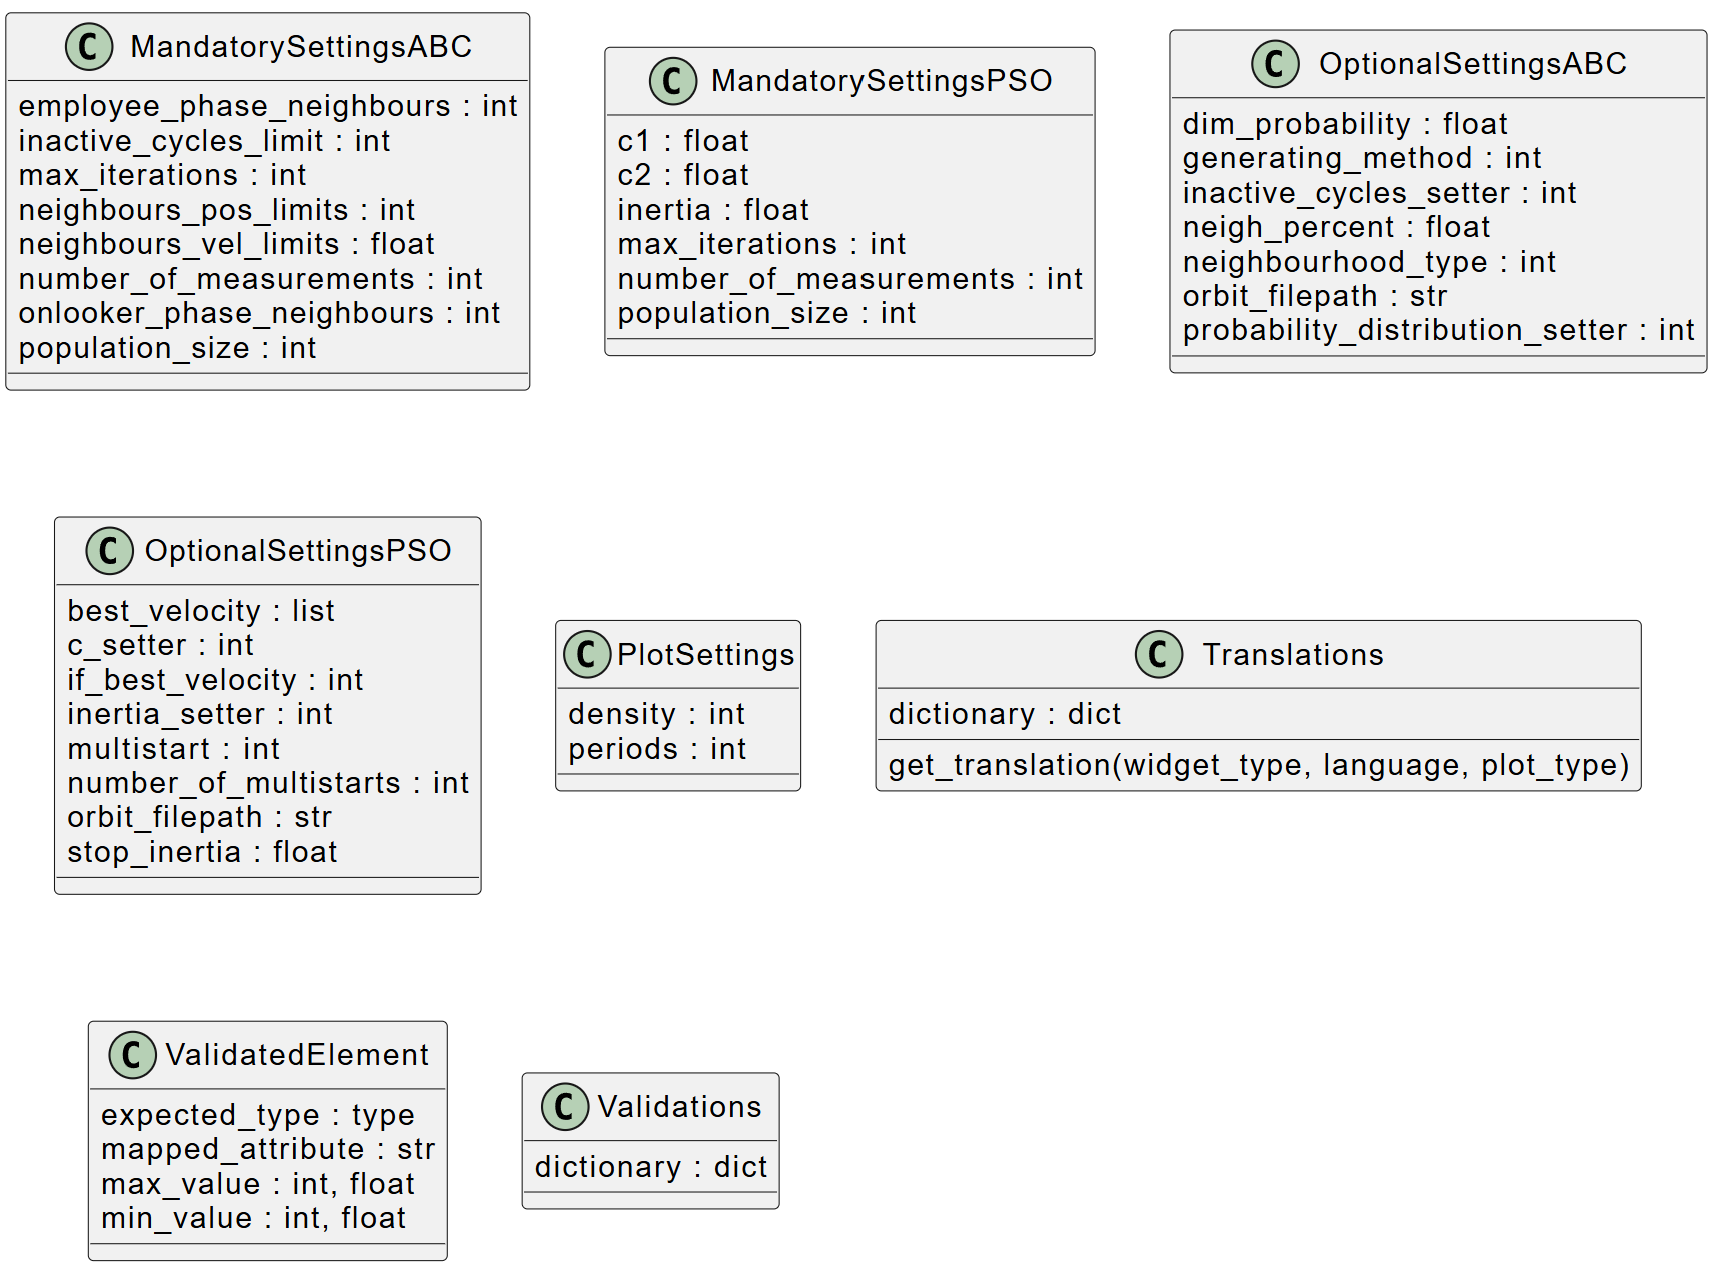 C MandatorySettingsABC
employee_phase_neighbours : int
inactive_cycles_limit : int
max_iterations : int
neighbours_pos_limits : int
neighbours_vel_limits : float
number_of_measurements : int
onlooker_phase_neighbours : int
population_size : int
C MandatorySettingsPSO
c1 : float
c2 : float
inertia : float
max_iterations : int
number_of_measurements : int
population_size : int
C OptionalSettingsABC
dim_probability : float
generating_method : int
inactive_cycles_setter : int
neigh_percent : float
neighbourhood_type : int
orbit_filepath : str
probability_distribution_setter : int
C OptionalSettingsPSO
best_velocity : list
c_setter : int
if_best_velocity : int
inertia_setter : int
multistart : int
number_of_multistarts : int
orbit_filepath : str
stop_inertia : float
C PlotSettings
density : int
periods : int
C Translations
dictionary : dict
get_translation(widget_type, language, plot_type)
C ValidatedElement
expected_type : type
mapped_attribute : str
max_value : int, float
min_value : int, float
C Validations
dictionary : dict